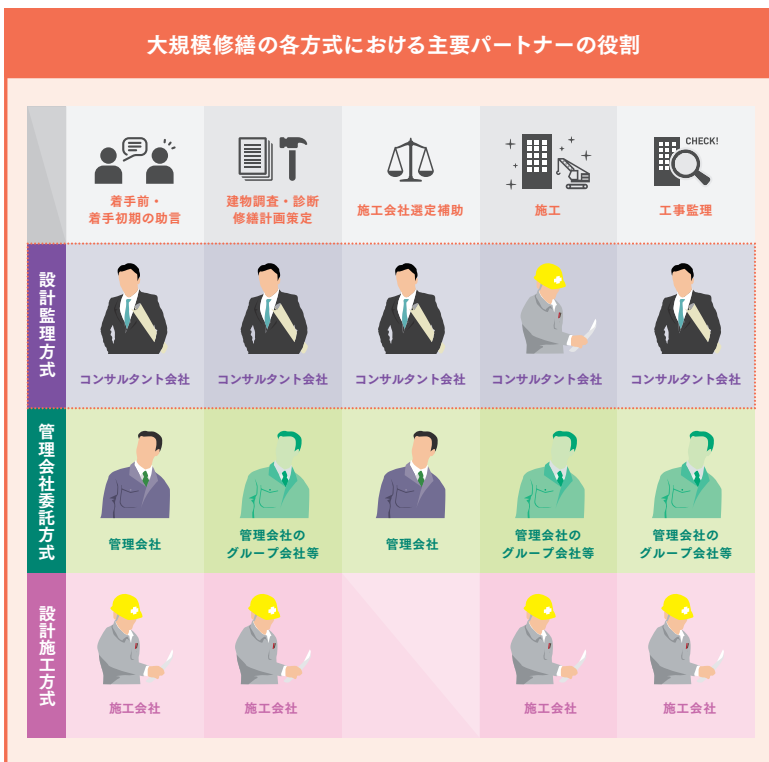 大規模修繕の各方式における主要パートナーの役割
CHECK!
着手前・
着手初期の助言
建物調査・診断
修繕計画策定
施工会社選定補助
施工
工事監理
設計監理方式
コンサルタント会社
コンサルタント会社
コンサルタント会社
コンサルタント会社
コンサルタント会社
管理会社委託方式
管理会社
管理会社の
グループ会社等
管理会社
管理会社の
グループ会社等
管理会社の
グループ会社等
設計施工方式
施工会社
施工会社
施工会社
施工会社